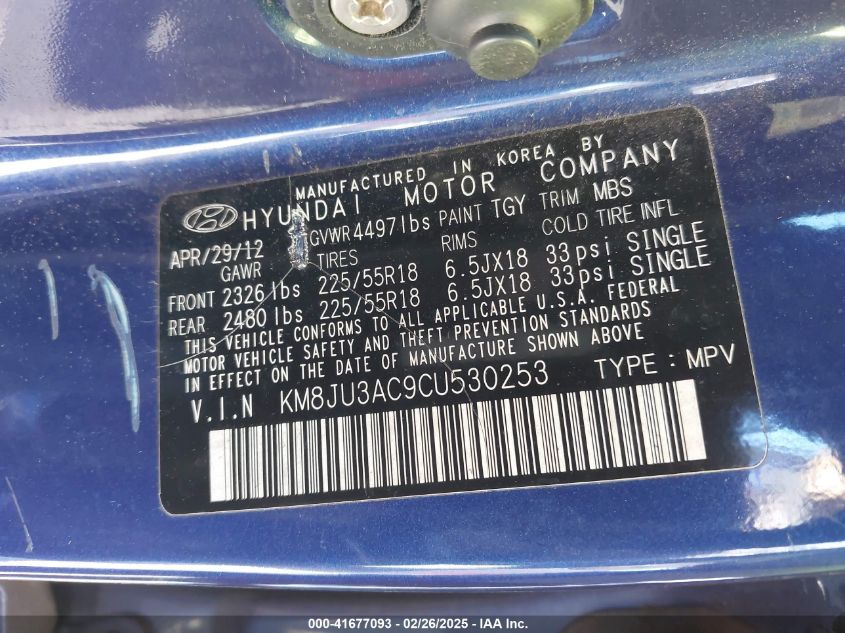 MANUFACTURED IN KOREA BY
HYUNDAI MOTOR COMPANY
APR/29/12 GVWR 4497 lbs PAINT TGY TRIM MBS
GAWR TIRES RIMS COLD TIRE INFL
FRONT 2326 lbs 225/55R18 6.5JX18 33 psi SINGLE
REAR 2480 lbs 225/55R18 6.5JX18 33 psi SINGLE
THIS VEHICLE CONFORMS TO ALL APPLICABLE U.S.A. FEDERAL
MOTOR VEHICLE SAFETY AND THEFT PREVENTION STANDARDS
IN EFFECT ON THE DATE OF MANUFACTURE SHOWN ABOVE
V.I.N KM8JU3AC9CU530253 TYPE : MPV
000-41677093 / 02/26/2025 / IAA Inc.